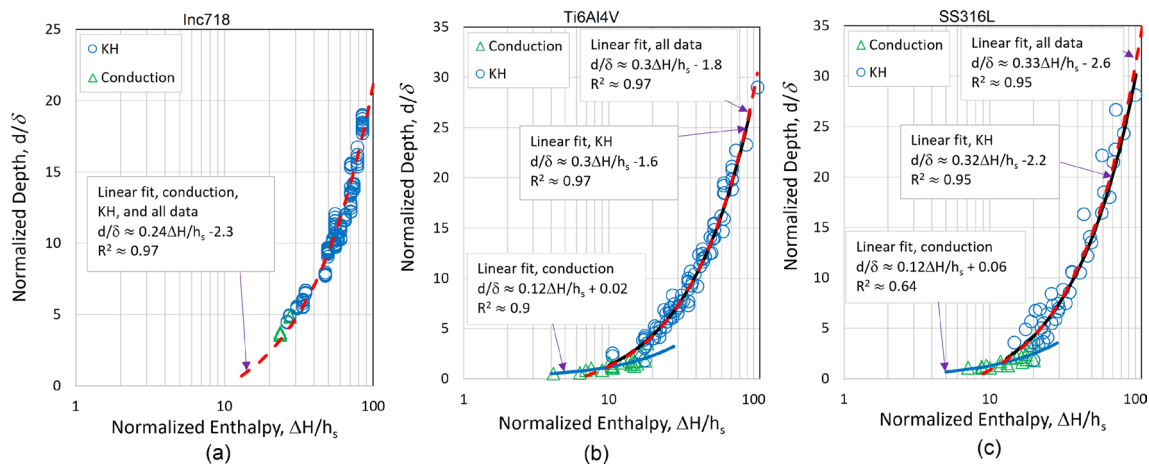 Inc718
25
20
15
10
5
0
1
10
100
Normalized Depth, d/δ
Normalized Enthalpy, ΔH/hs
KH
Conduction
Linear fit, conduction,
KH, and all data
d/δ ≈ 0.24ΔH/hs -2.3
R² ≈ 0.97
(a)
Ti6Al4V
35
30
25
20
15
10
5
0
1
10
100
Normalized Depth, d/δ
Normalized Enthalpy, ΔH/hs
Conduction
KH
Linear fit, all data
d/δ ≈ 0.3ΔH/hs - 1.8
R² ≈ 0.97
Linear fit, KH
d/δ ≈ 0.3ΔH/hs -1.6
R² ≈ 0.97
Linear fit, conduction
d/δ ≈ 0.12ΔH/hs + 0.02
R² ≈ 0.9
(b)
SS316L
35
30
25
20
15
10
5
0
1
10
100
Normalized Depth, d/δ
Normalized Enthalpy, ΔH/hs
Conduction
KH
Linear fit, all data
d/δ ≈ 0.33ΔH/hs - 2.6
R² ≈ 0.95
Linear fit, KH
d/δ ≈ 0.32ΔH/hs -2.2
R² ≈ 0.95
Linear fit, conduction
d/δ ≈ 0.12ΔH/hs + 0.06
R² ≈ 0.64
(c)